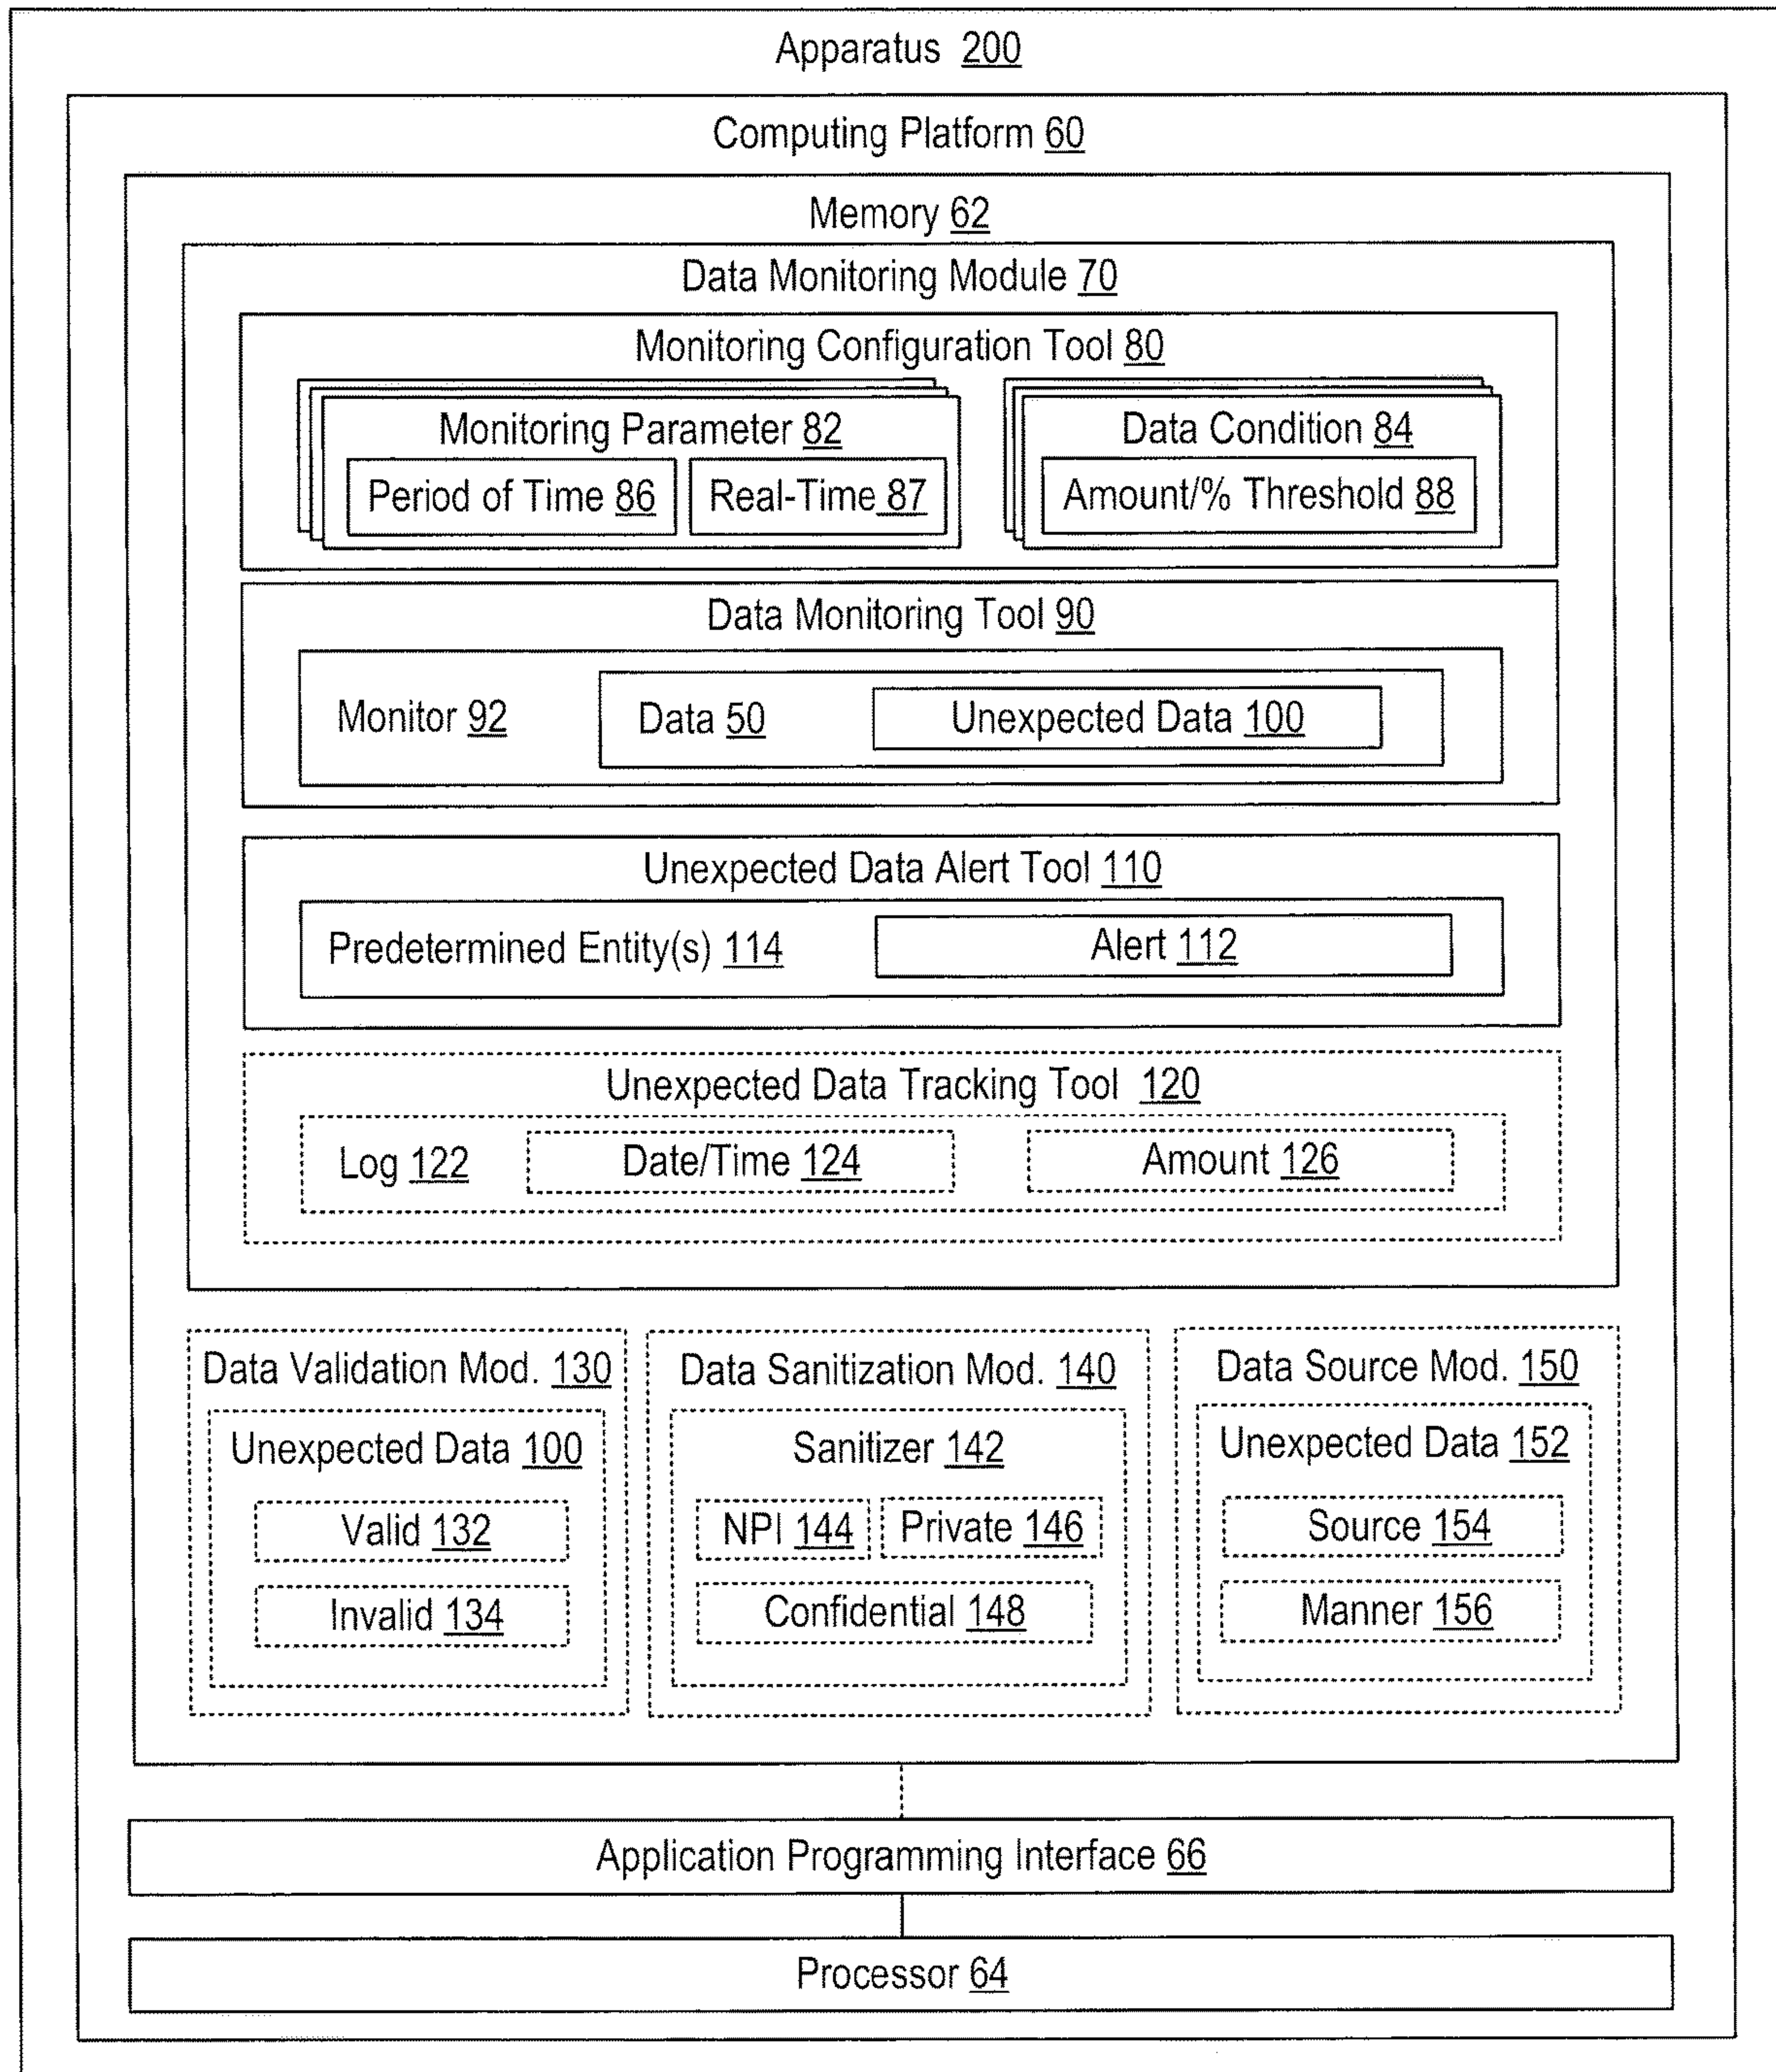 Apparatus 200
Computing Platform 60
Memory 62
Data Monitoring Module 70
Monitoring Configuration Tool 80
Monitoring Parameter 82
Period of Time 86
Real-Time 87
Data Condition 84
Amount/% Threshold 88
Data Monitoring Tool 90
Monitor 92
Data 50
Unexpected Data 100
Unexpected Data Alert Tool 110
Predetermined Entity(s) 114
Alert 112
Unexpected Data Tracking Tool 120
Log 122
Date/Time 124
Amount 126
Data Validation Mod. 130
Unexpected Data 100
Valid 132
Invalid 134
Data Sanitization Mod. 140
Sanitizer 142
NPI 144
Private 146
Confidential 148
Data Source Mod. 150
Unexpected Data 152
Source 154
Manner 156
Application Programming Interface 66
Processor 64